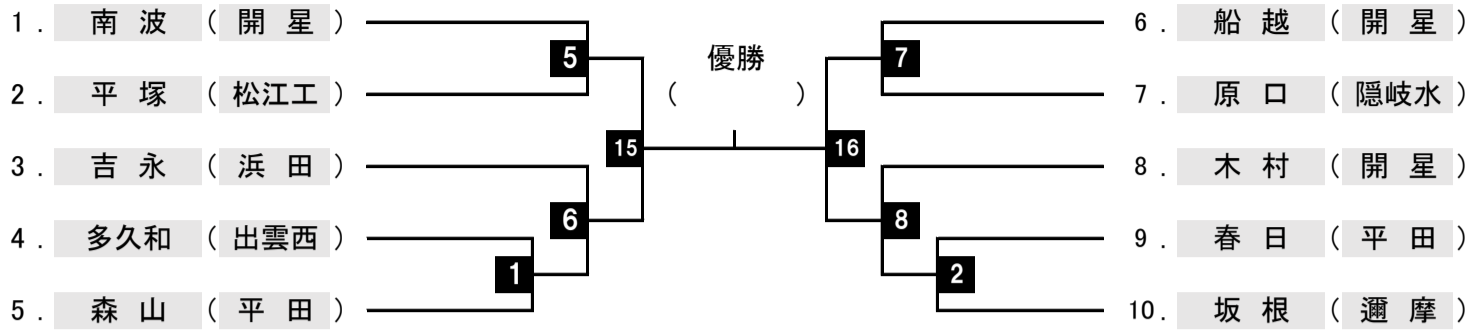 1. 南波 (開星)
2. 平塚 (松江工)
3. 吉永 (浜田)
4. 多久和 (出雲西)
5. 森山 (平田)
5
15
6
1
優勝
( )
7
16
8
2
6. 船越 (開星)
7. 原口 (隠岐水)
8. 木村 (開星)
9. 春日 (平田)
10. 坂根 (邇摩)